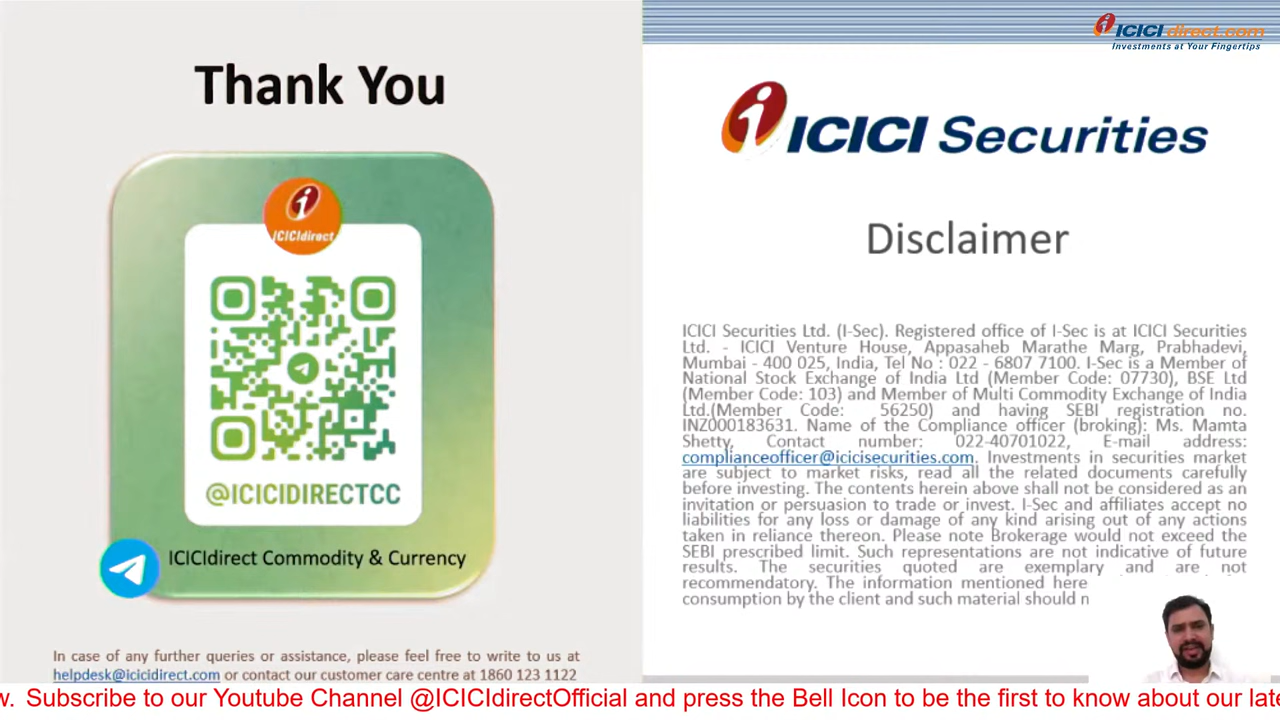 Thank You
ICICIdirect
@ICICIDIRECTCC
ICICIdirect Commodity & Currency
In case of any further queries or assistance, please feel free to write to us at
helpdesk@icicidirect.com or contact our customer care centre at 1860 123 1122
ICICI direct.com
Investments at Your Fingertips
ICICI Securities
Disclaimer
ICICI Securities Ltd. (I-Sec). Registered office of I-Sec is at ICICI Securities
Ltd. - ICICI Venture House, Appasaheb Marathe Marg, Prabhadevi,
Mumbai - 400 025, India, Tel No : 022 - 6807 7100. I-Sec is a Member of
National Stock Exchange of India Ltd (Member Code: 07730), BSE Ltd
(Member Code: 103) and Member of Multi Commodity Exchange of India
Ltd.(Member Code: 56250) and having SEBI registration no.
INZ000183631. Name of the Compliance officer (broking): Ms. Mamta
Shetty, Contact number: 022-40701022, E-mail address:
complianceofficer@icicisecurities.com. Investments in securities market
are subject to market risks, read all the related documents carefully
before investing. The contents herein above shall not be considered as an
invitation or persuasion to trade or invest. I-Sec and affiliates accept no
liabilities for any loss or damage of any kind arising out of any actions
taken in reliance thereon. Please note Brokerage would not exceed the
SEBI prescribed limit. Such representations are not indicative of future
results. The securities quoted are exemplary and are not
recommendatory. The information mentioned here
consumption by the client and such material should n
w. Subscribe to our Youtube Channel @ICICIdirectOfficial and press the Bell Icon to be the first to know about our late